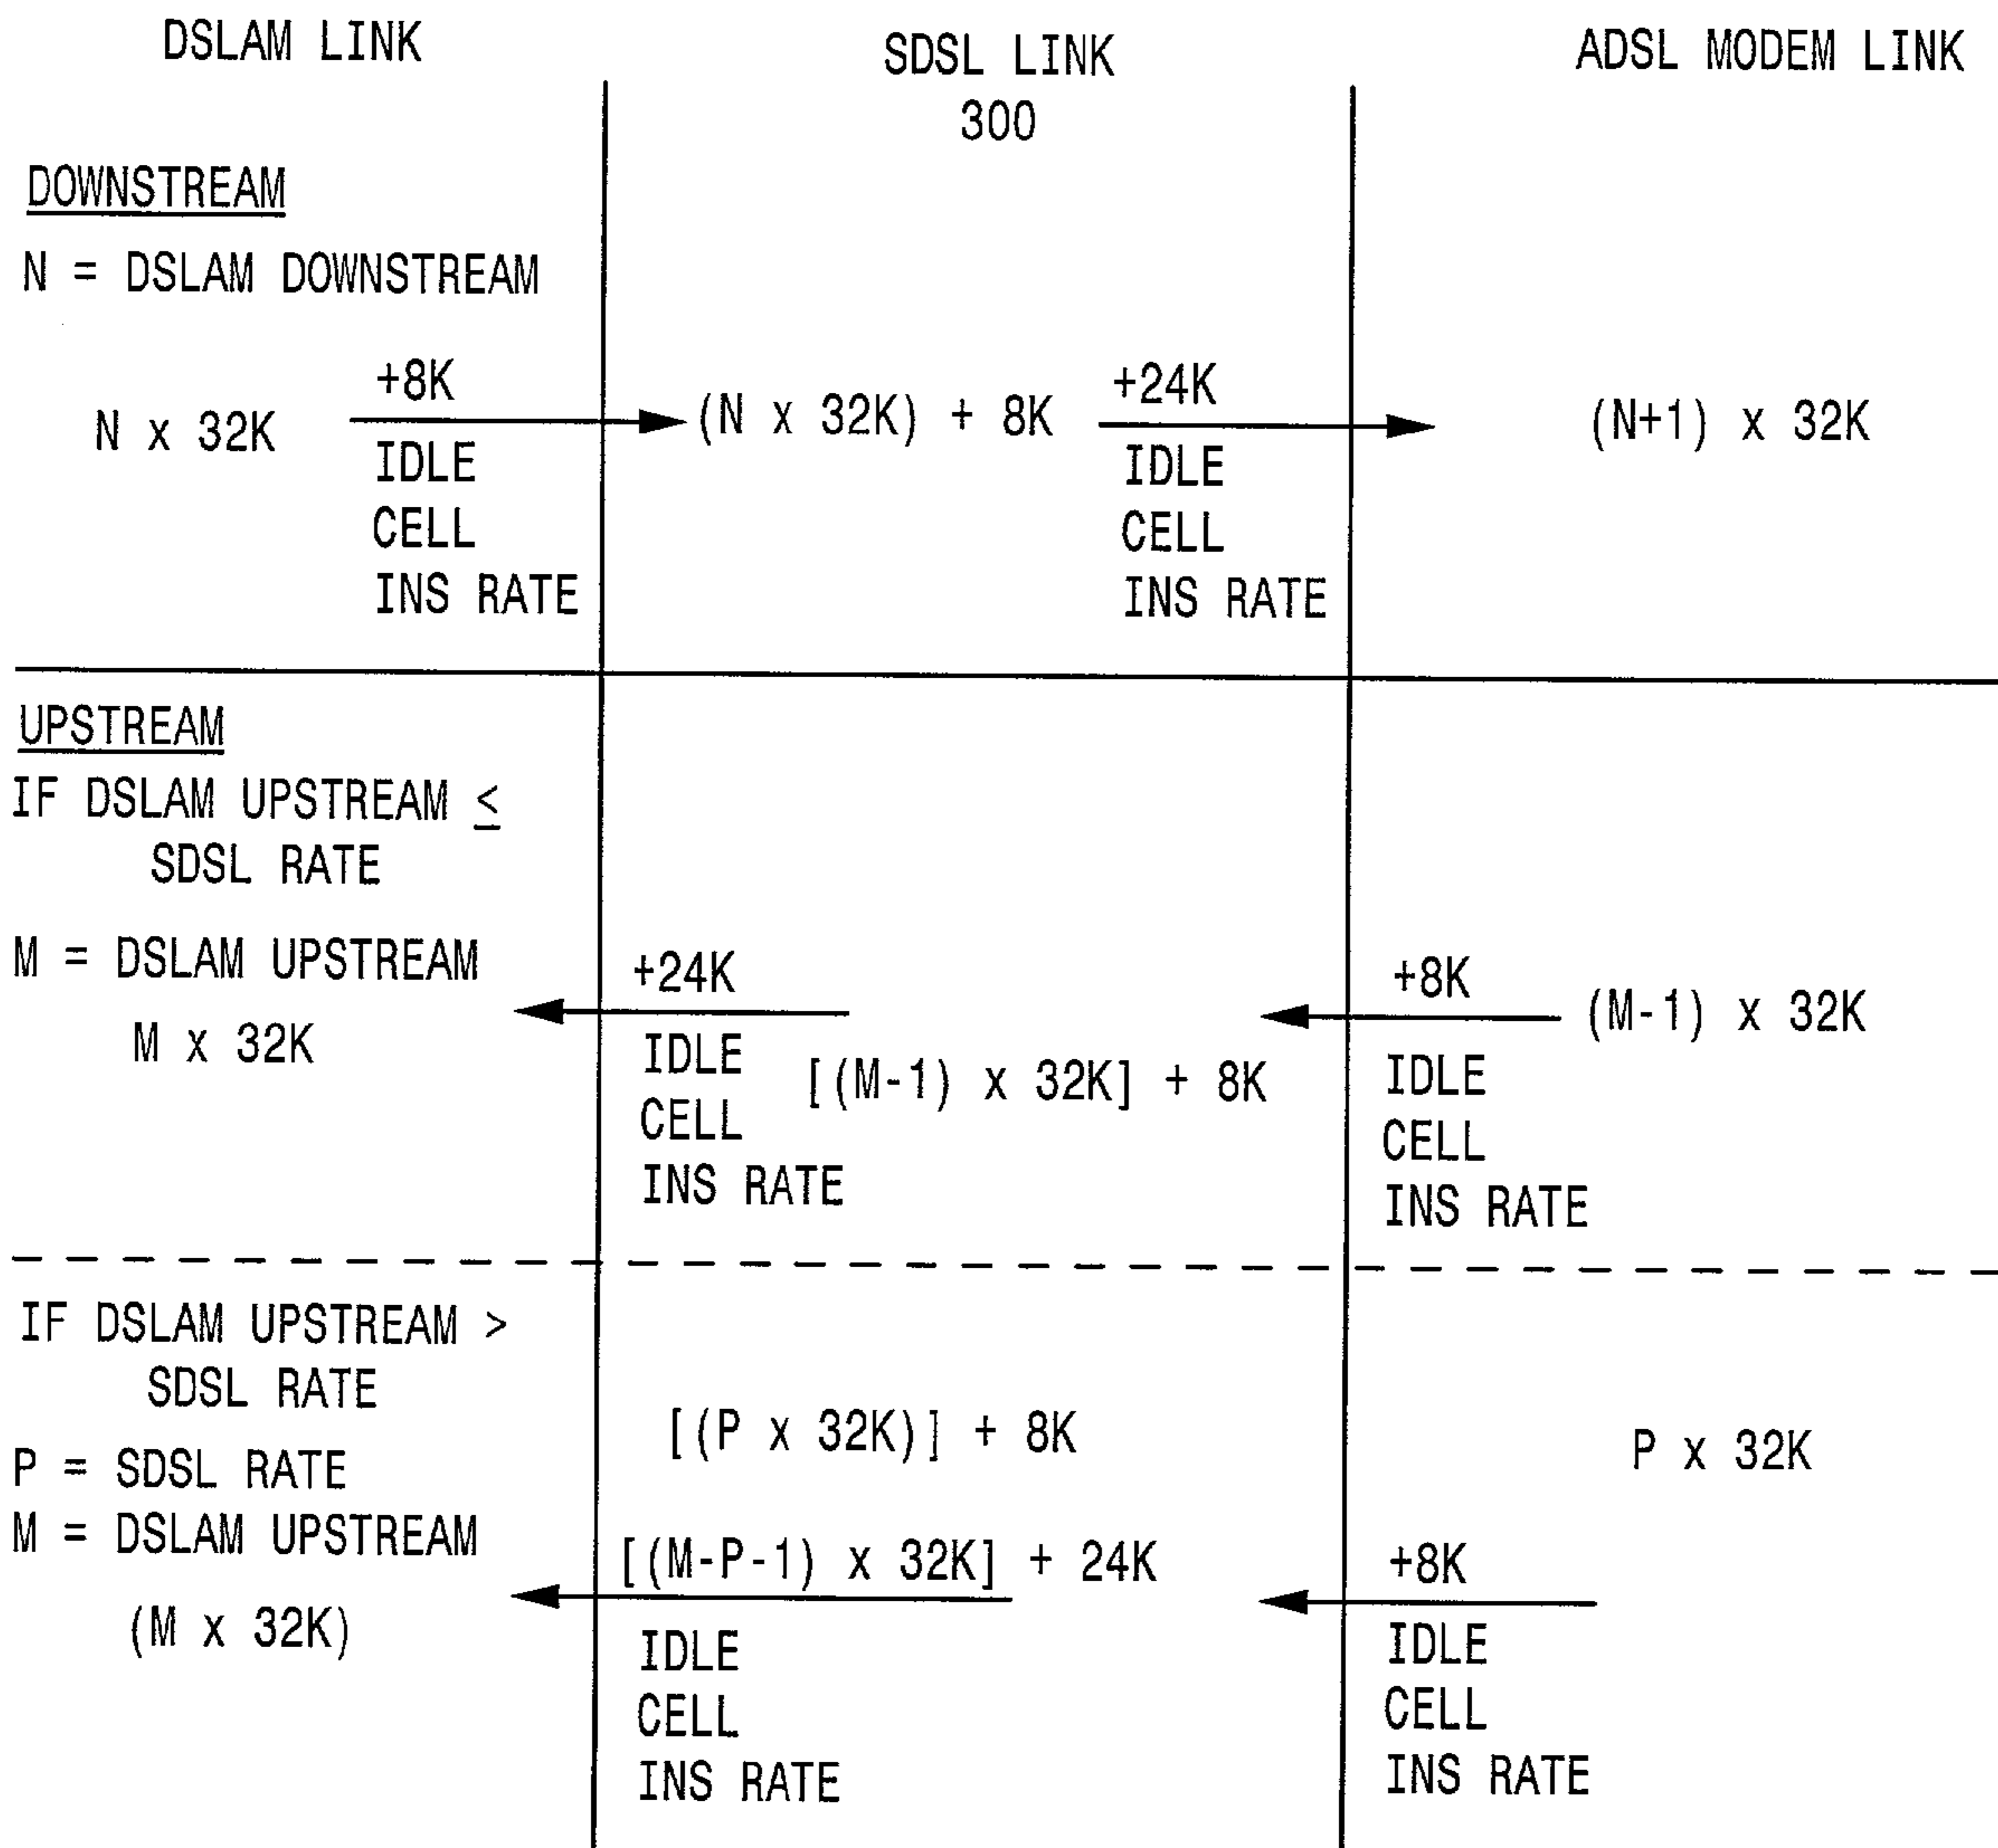 DSLAM LINK
SDSL LINK
300
ADSL MODEM LINK
DOWNSTREAM
N = DSLAM DOWNSTREAM
N x 32K
+8K
IDLE
CELL
INS RATE
(N x 32K) + 8K
+24K
IDLE
CELL
INS RATE
(N+1) x 32K
UPSTREAM
IF DSLAM UPSTREAM ≤
SDSL RATE
M = DSLAM UPSTREAM
M x 32K
+24K
IDLE
CELL
INS RATE
[(M-1) x 32K] + 8K
+8K
IDLE
CELL
INS RATE
(M-1) x 32K
IF DSLAM UPSTREAM >
SDSL RATE
P = SDSL RATE
M = DSLAM UPSTREAM
(M x 32K)
[(P x 32K)] + 8K
[(M-P-1) x 32K] + 24K
IDLE
CELL
INS RATE
P x 32K
+8K
IDLE
CELL
INS RATE